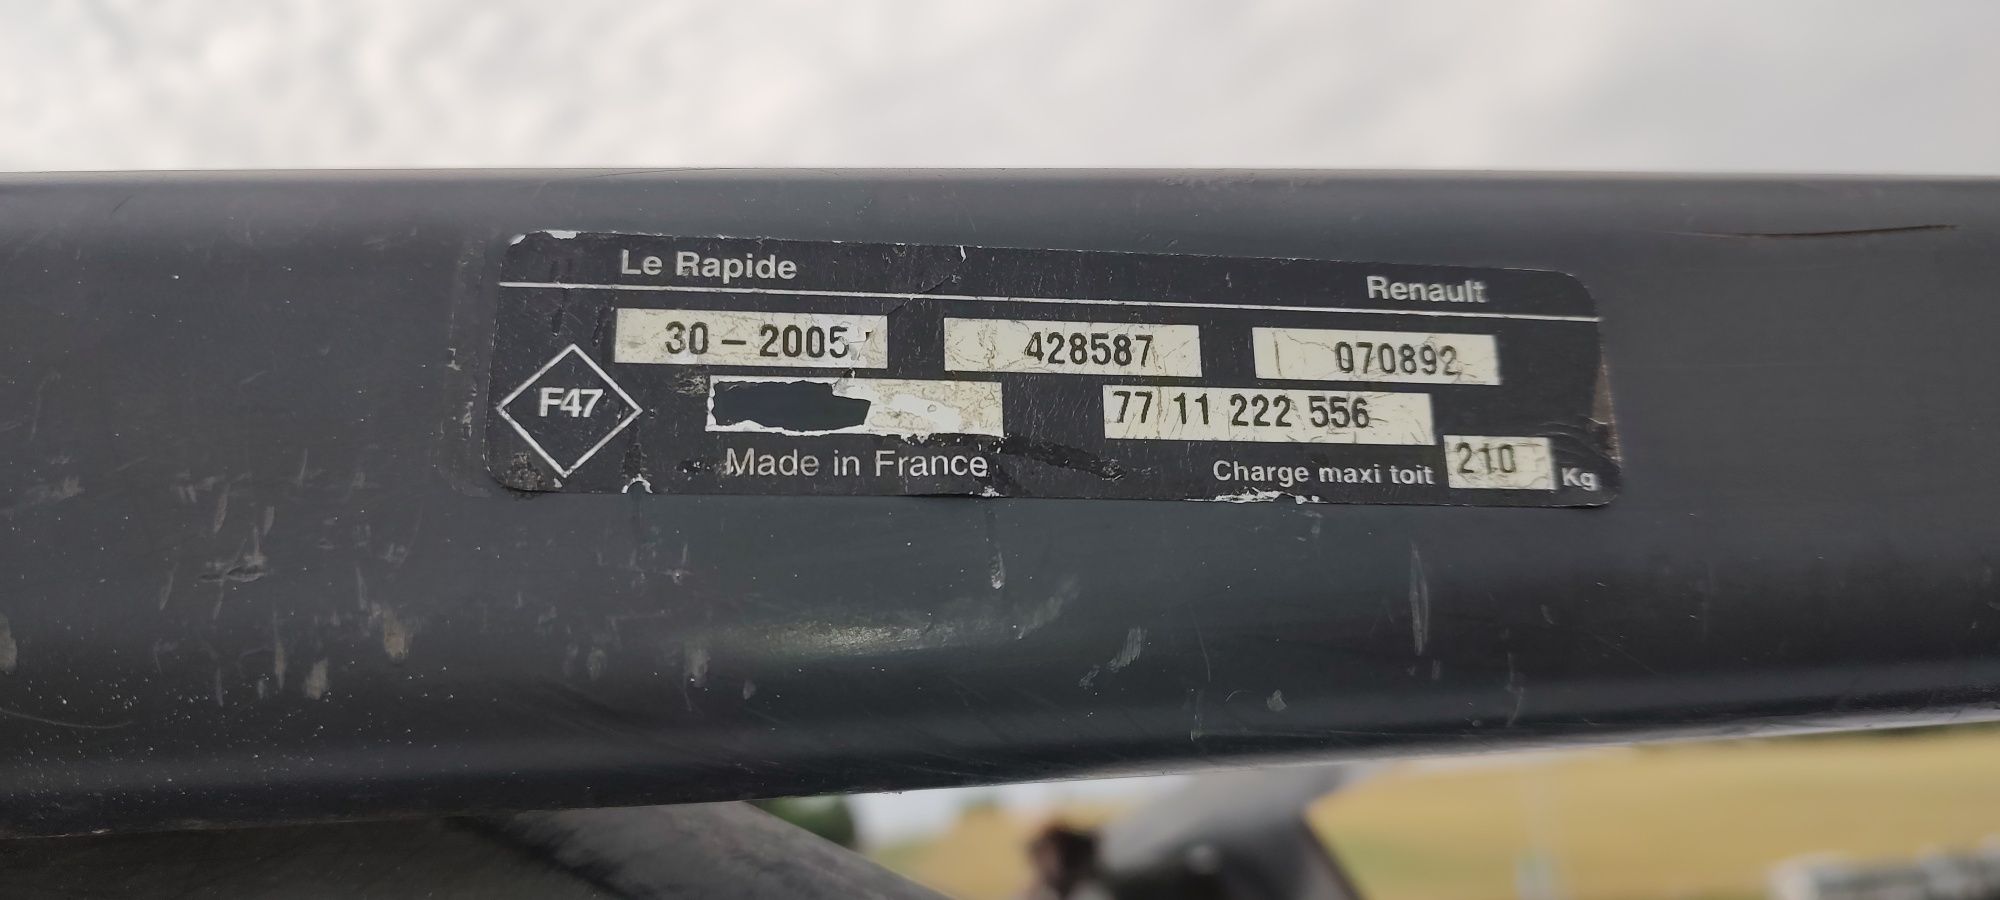 Le Rapide
Renault
30 – 2005
428587
070892
F47
77 11 222 556
Made in France
Charge maxi toit 210 Kg